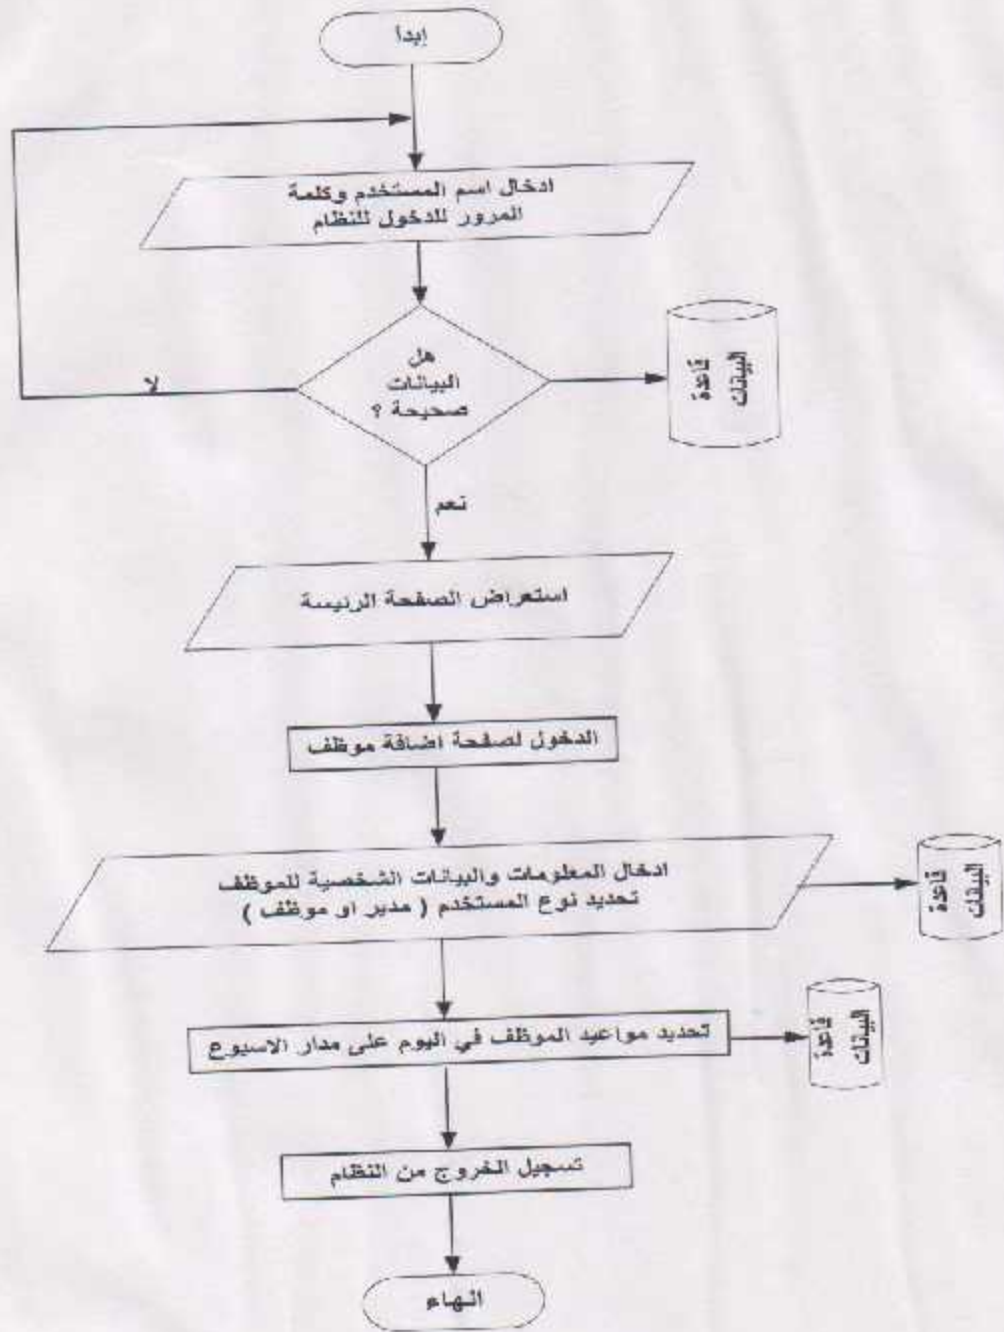 إبدأ
ادخال اسم المستخدم وكلمة
المرور للدخول للنظام
هل
البيانات
صحيحة ؟
قاعدة
البيانات
لا
نعم
استعراض الصفحة الرئيسة
الدخول لصفحة اضافة موظف
ادخال المعلومات والبيانات الشخصية للموظف
تحديد نوع المستخدم ( مدير او موظف )
قاعدة
البيانات
تحديد مواعيد الموظف في اليوم على مدار الاسبوع
قاعدة
البيانات
تسجيل الخروج من النظام
انهاء